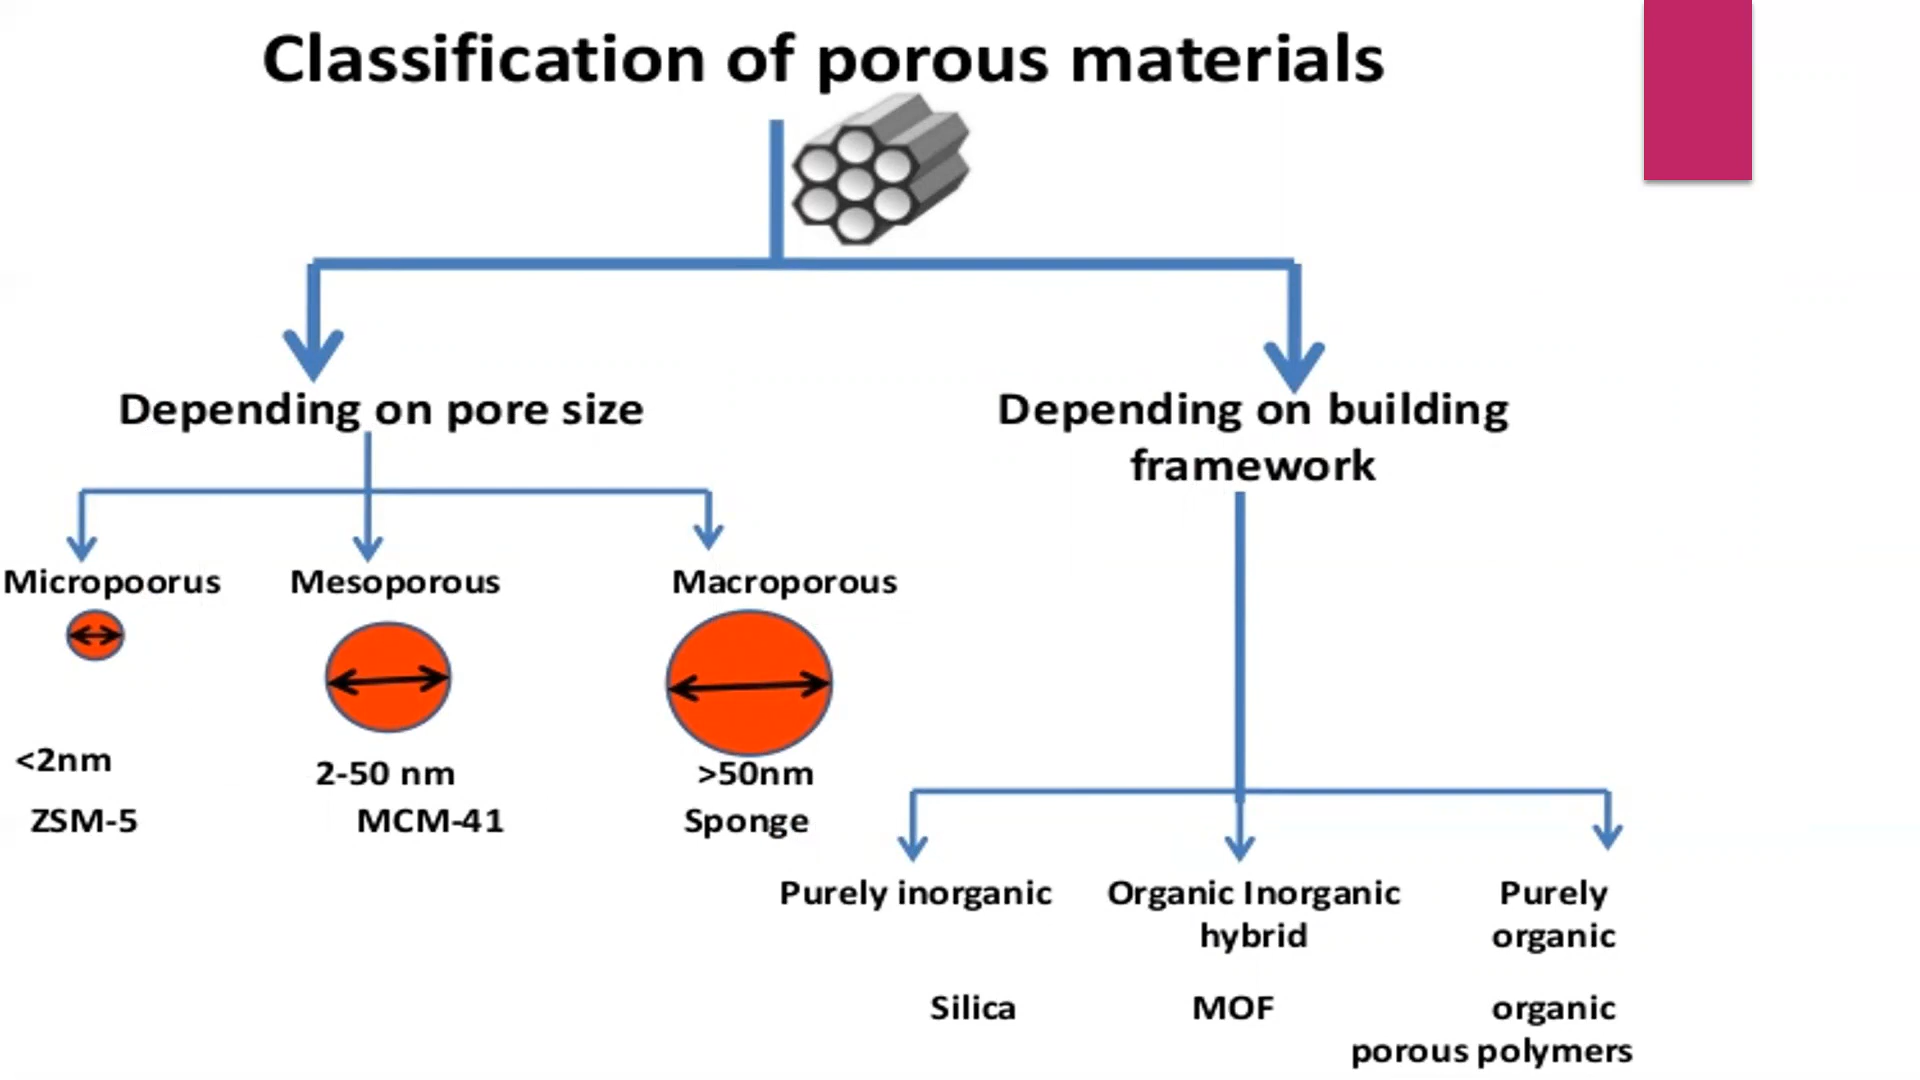 Classification of porous materials
Depending on pore size
Depending on building
framework
Micropoorus
Mesoporous
Macroporous
<2nm
2-50 nm
>50nm
ZSM-5
MCM-41
Sponge
Purely inorganic
Organic Inorganic
hybrid
Purely
organic
Silica
MOF
organic
porous polymers